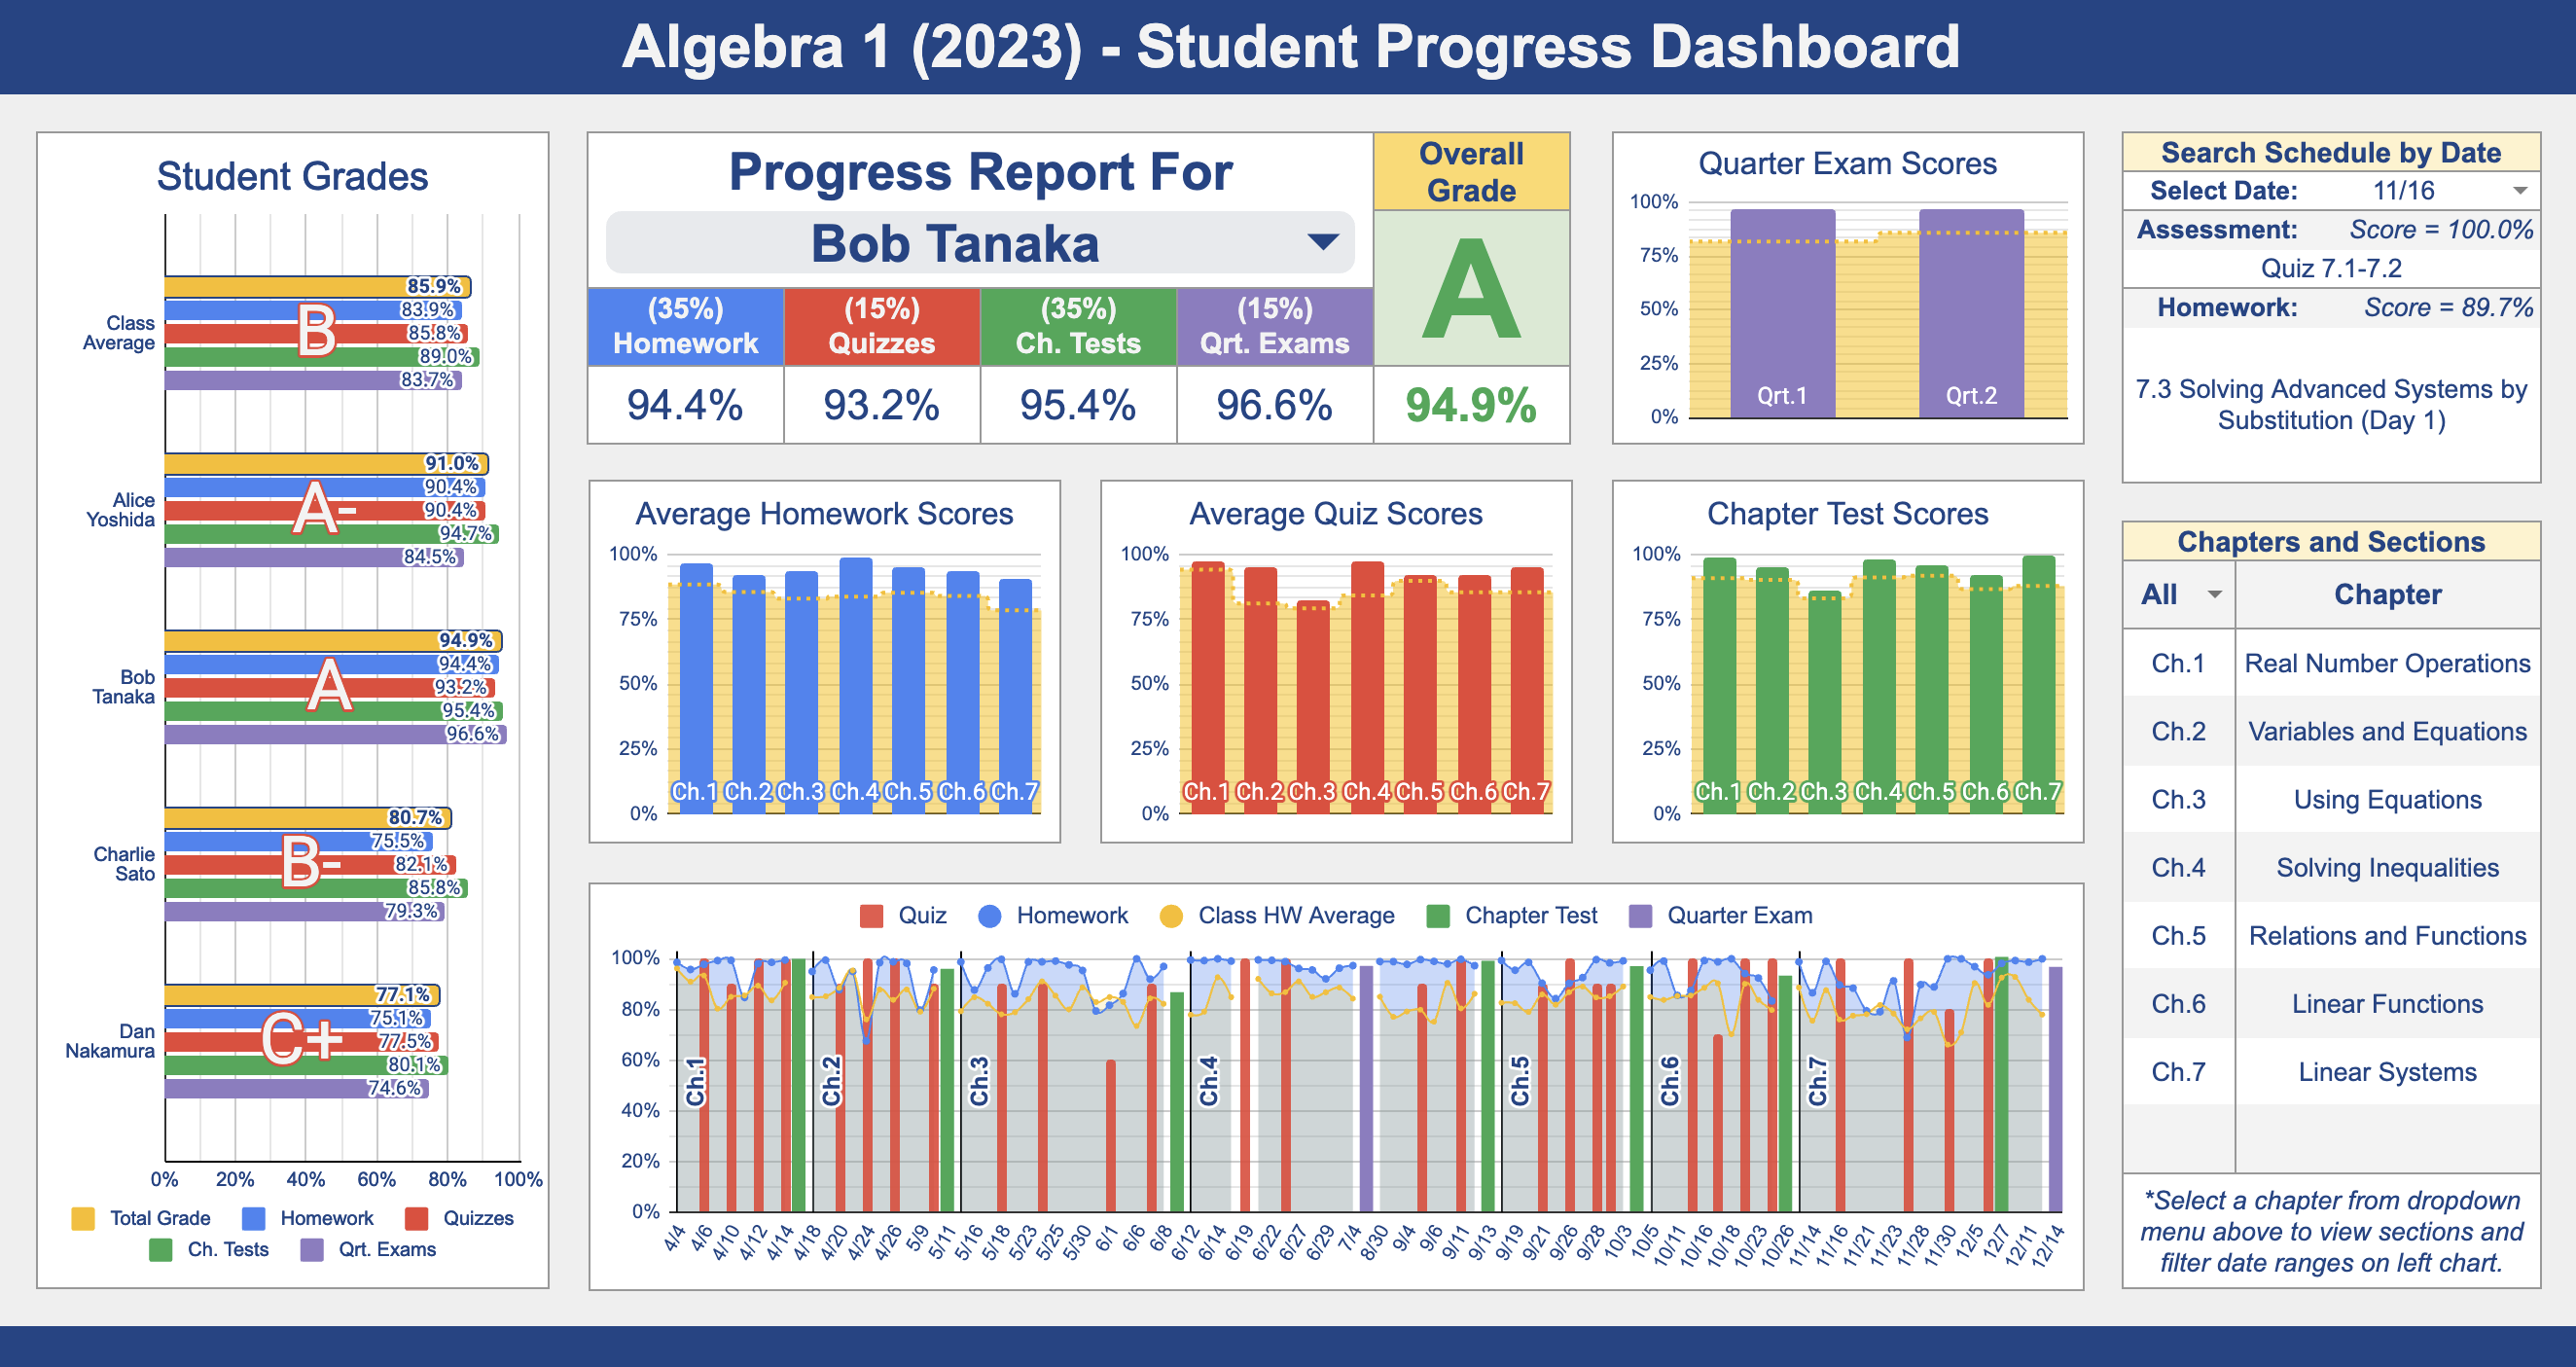 Algebra 1 (2023) - Student Progress Dashboard
Student Grades
Class
Average
85.9%
83.9%
85.8%
89.0%
83.7%
B
Alice
Yoshida
91.0%
90.4%
90.4%
94.7%
84.5%
A-
Bob
Tanaka
94.9%
94.4%
93.2%
95.4%
96.6%
A
Charlie
Sato
80.7%
75.5%
82.1%
85.8%
79.3%
B-
Dan
Nakamura
77.1%
75.1%
77.5%
80.1%
74.6%
C+
0% 20% 40% 60% 80% 100%
Total Grade Homework Quizzes
Ch. Tests Qrt. Exams
Progress Report For
Bob Tanaka
Overall
Grade
A
(35%) (15%) (35%) (15%)
Homework Quizzes Ch. Tests Qrt. Exams
94.4% 93.2% 95.4% 96.6% 94.9%
Quarter Exam Scores
100%
75%
50%
25%
0%
Qrt.1 Qrt.2
Average Homework Scores
100%
75%
50%
25%
0%
Ch.1 Ch.2 Ch.3 Ch.4 Ch.5 Ch.6 Ch.7
Average Quiz Scores
100%
75%
50%
25%
0%
Ch.1 Ch.2 Ch.3 Ch.4 Ch.5 Ch.6 Ch.7
Chapter Test Scores
100%
75%
50%
25%
0%
Ch.1 Ch.2 Ch.3 Ch.4 Ch.5 Ch.6 Ch.7
Quiz Homework Class HW Average Chapter Test Quarter Exam
100%
80%
60%
40%
20%
0%
Ch.1 Ch.2 Ch.3 Ch.4 Ch.5 Ch.6 Ch.7
4/4 4/6 4/10 4/12 4/14 4/18 4/20 4/24 4/26 5/9 5/11 5/16 5/18 5/23 5/25 5/30 6/1 6/6 6/8 6/12 6/14 6/19 6/22 6/27 6/29 7/4 8/30 9/4 9/6 9/11 9/13 9/19 9/21 9/26 9/28 10/3 10/5 10/11 10/16 10/18 10/23 10/26 11/14 11/16 11/21 11/23 11/28 11/30 12/5 12/7 12/11 12/14
Search Schedule by Date
Select Date: 11/16
Assessment: Score = 100.0%
Quiz 7.1-7.2
Homework: Score = 89.7%
7.3 Solving Advanced Systems by
Substitution (Day 1)
Chapters and Sections
All Chapter
Ch.1 Real Number Operations
Ch.2 Variables and Equations
Ch.3 Using Equations
Ch.4 Solving Inequalities
Ch.5 Relations and Functions
Ch.6 Linear Functions
Ch.7 Linear Systems
*Select a chapter from dropdown
menu above to view sections and
filter date ranges on left chart.